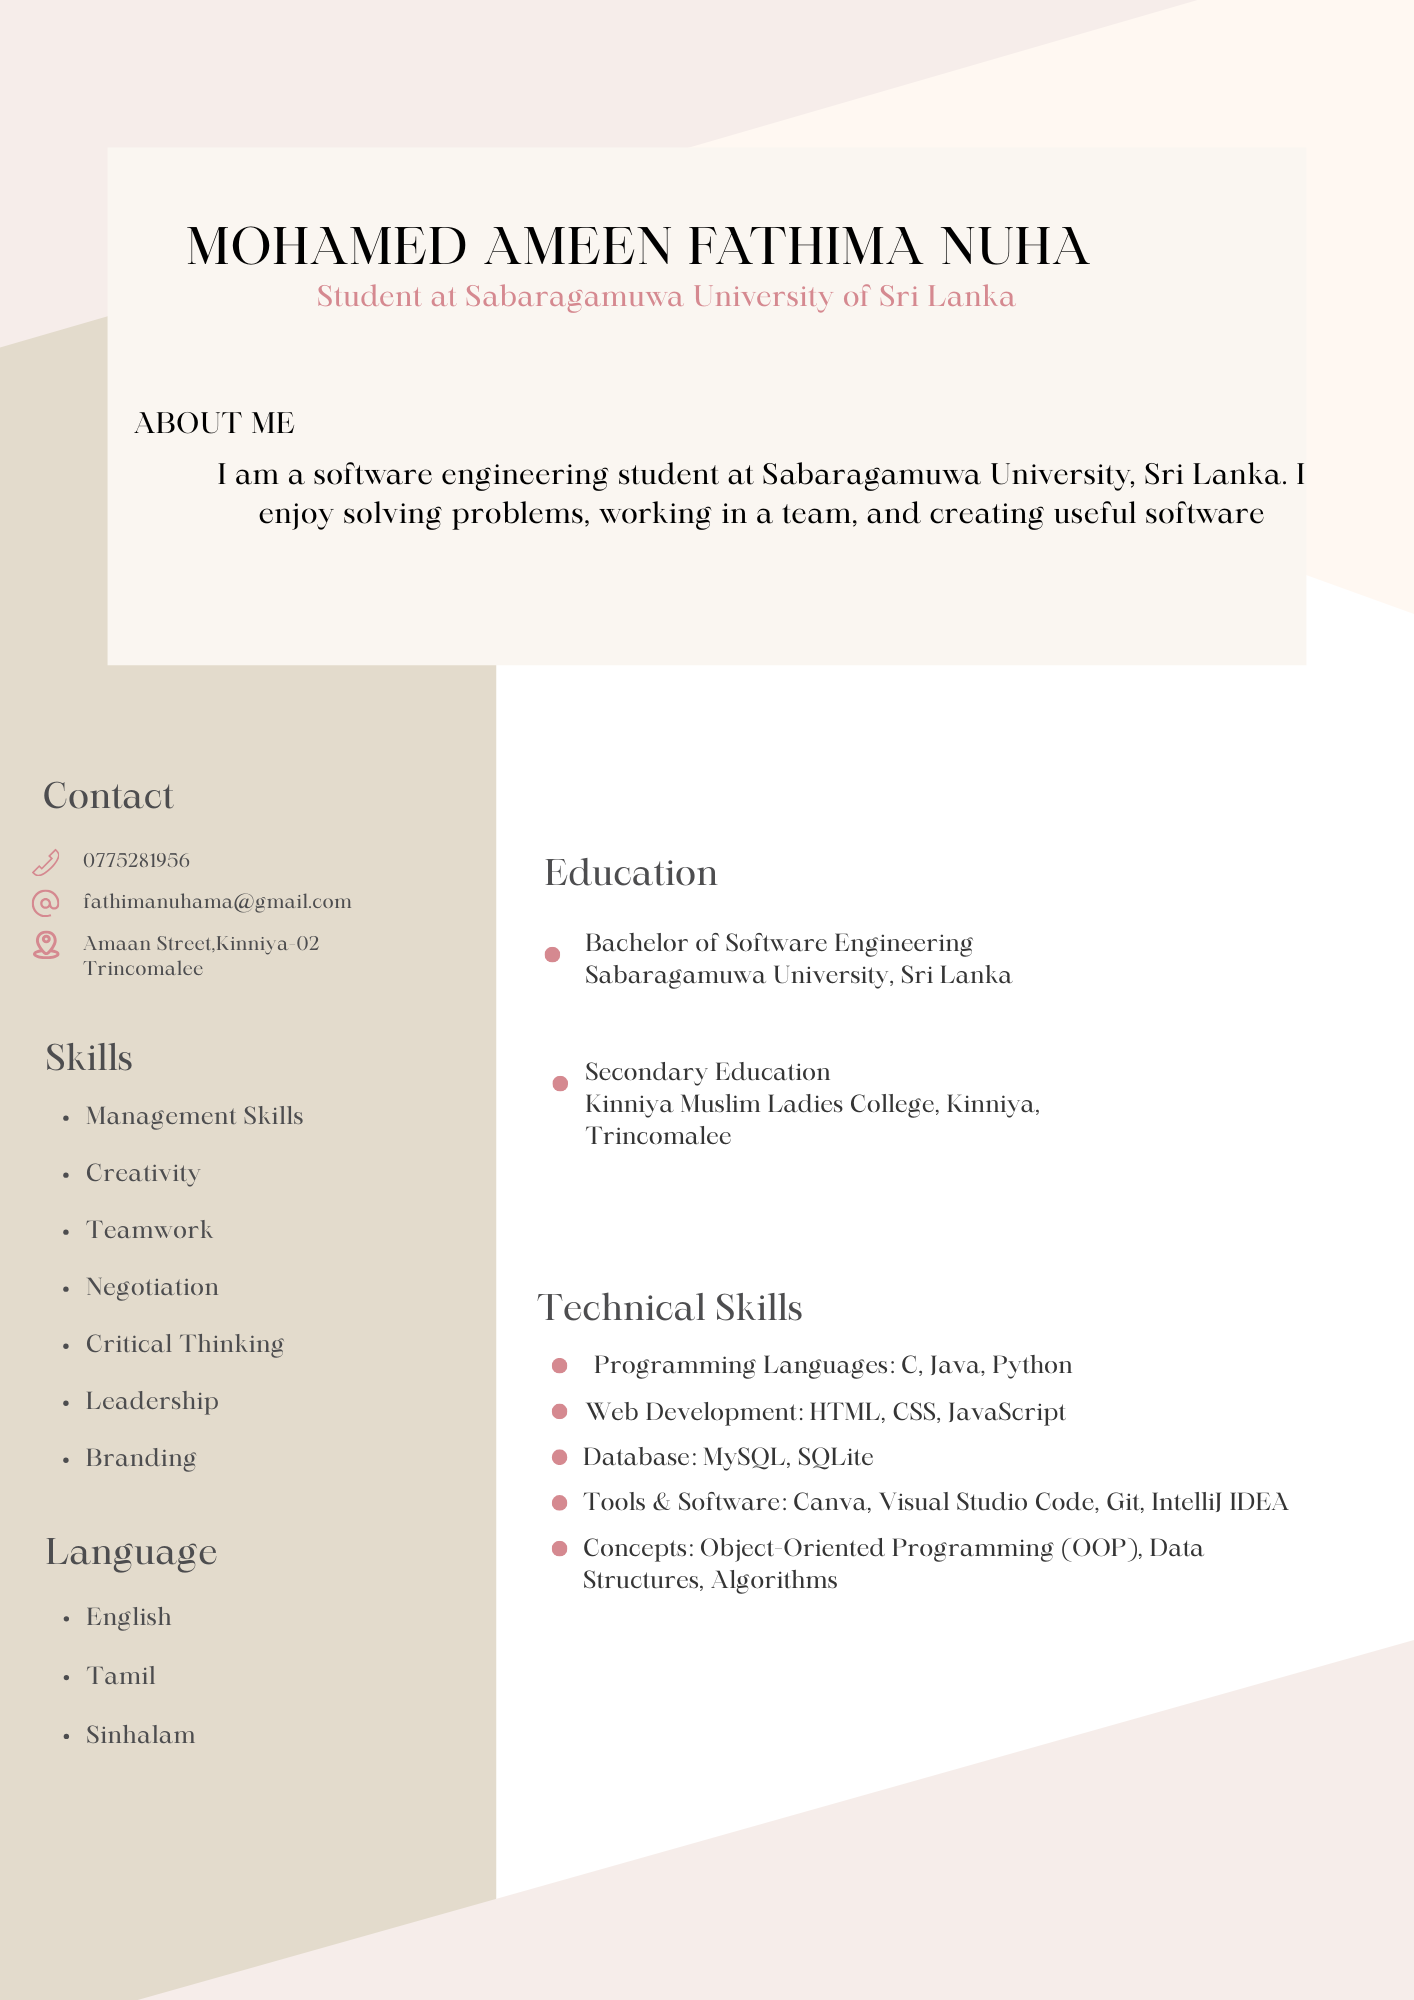 MOHAMED AMEEN FATHIMA NUHA
Student at Sabaragamuwa University of Sri Lanka
ABOUT ME
I am a software engineering student at Sabaragamuwa University, Sri Lanka. I
enjoy solving problems, working in a team, and creating useful software
Contact
0775281956
fathimanuhama@gmail.com
Amaan Street,Kinniya-02
Trincomalee
Skills
• Management Skills
• Creativity
• Teamwork
• Negotiation
• Critical Thinking
• Leadership
• Branding
Language
• English
• Tamil
• Sinhalam
Education
Bachelor of Software Engineering
Sabaragamuwa University, Sri Lanka
Secondary Education
Kinniya Muslim Ladies College, Kinniya,
Trincomalee
Technical Skills
Programming Languages: C, Java, Python
Web Development: HTML, CSS, JavaScript
Database: MySQL, SQLite
Tools & Software: Canva, Visual Studio Code, Git, IntelliJ IDEA
Concepts: Object-Oriented Programming (OOP), Data
Structures, Algorithms